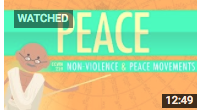 WATCHED
PEACE
NON VIOLENCE & PEACE MOVEMENTS
12:49